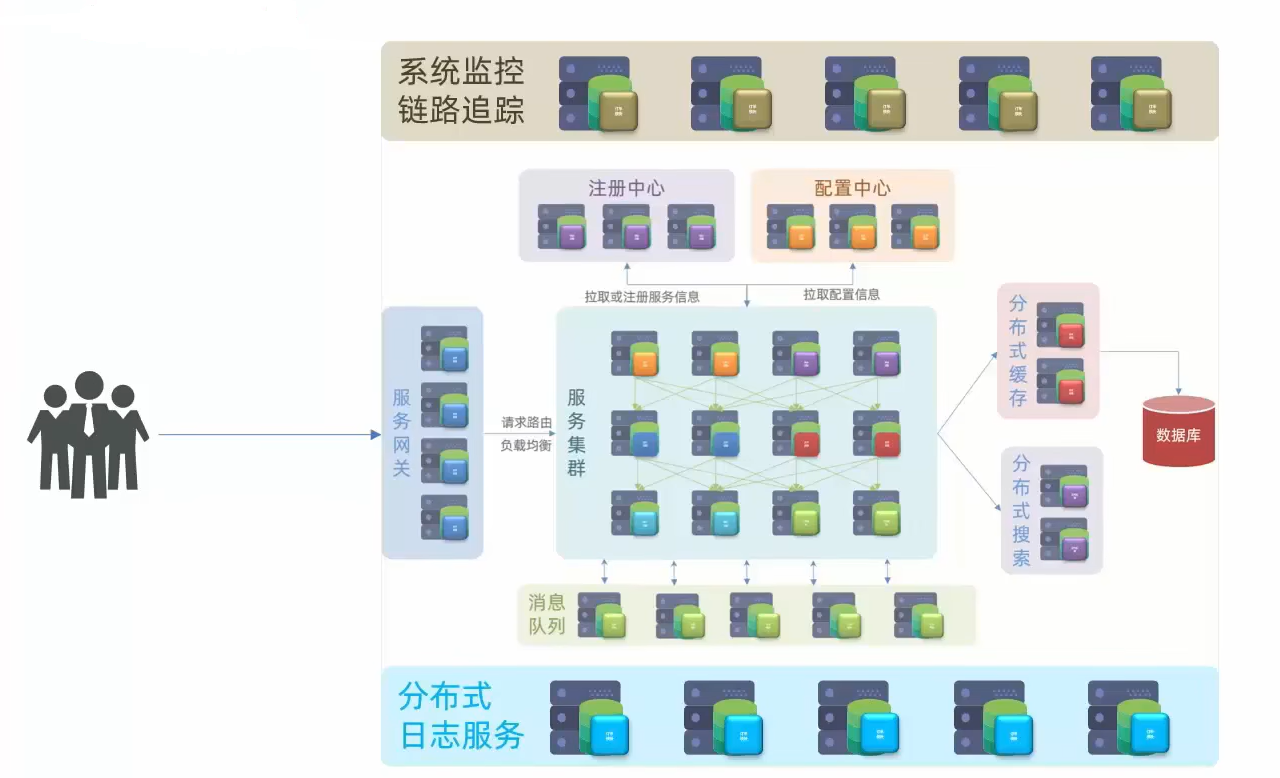 系统监控
链路追踪
注册中心
配置中心
拉取或注册服务信息
拉取配置信息
服务网关
请求路由
负载均衡
服务集群
分布式缓存
数据库
分布式搜索
消息
队列
分布式
日志服务